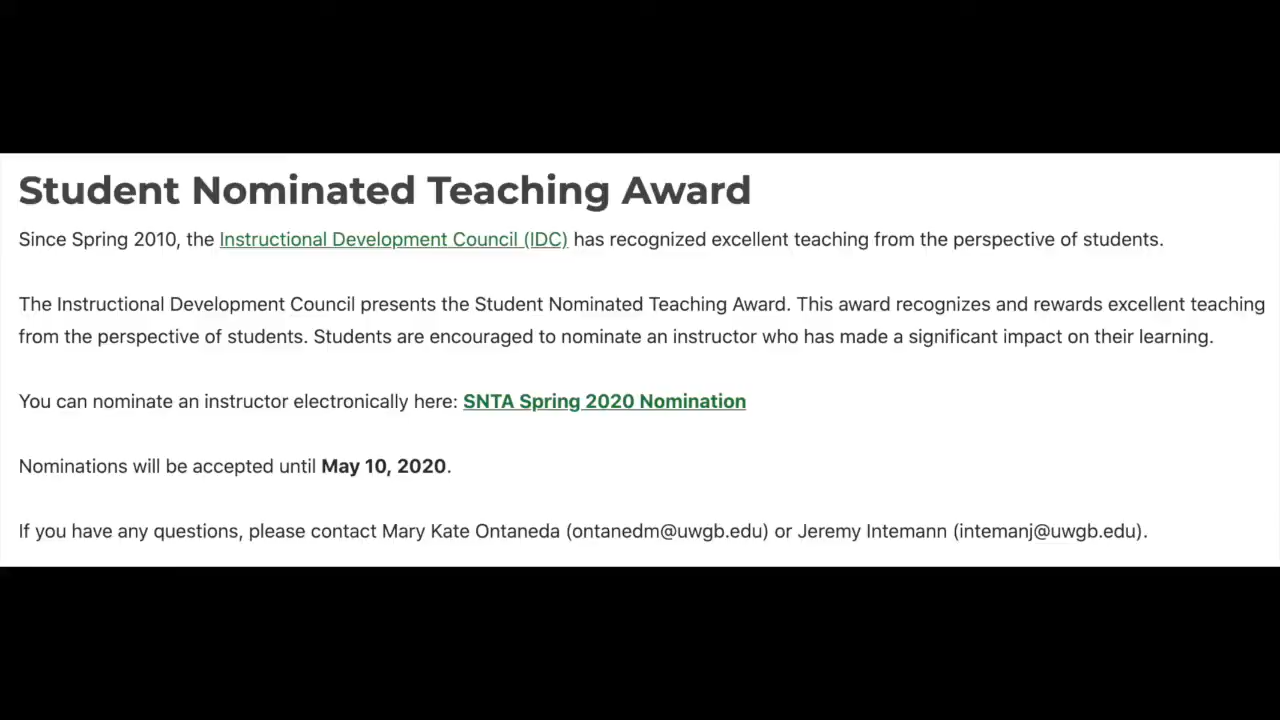 Student Nominated Teaching Award
Since Spring 2010, the Instructional Development Council (IDC) has recognized excellent teaching from the perspective of students.
The Instructional Development Council presents the Student Nominated Teaching Award. This award recognizes and rewards excellent teaching
from the perspective of students. Students are encouraged to nominate an instructor who has made a significant impact on their learning.
You can nominate an instructor electronically here: SNTA Spring 2020 Nomination
Nominations will be accepted until May 10, 2020.
If you have any questions, please contact Mary Kate Ontaneda (ontanedm@uwgb.edu) or Jeremy Intemann (intemanj@uwgb.edu).